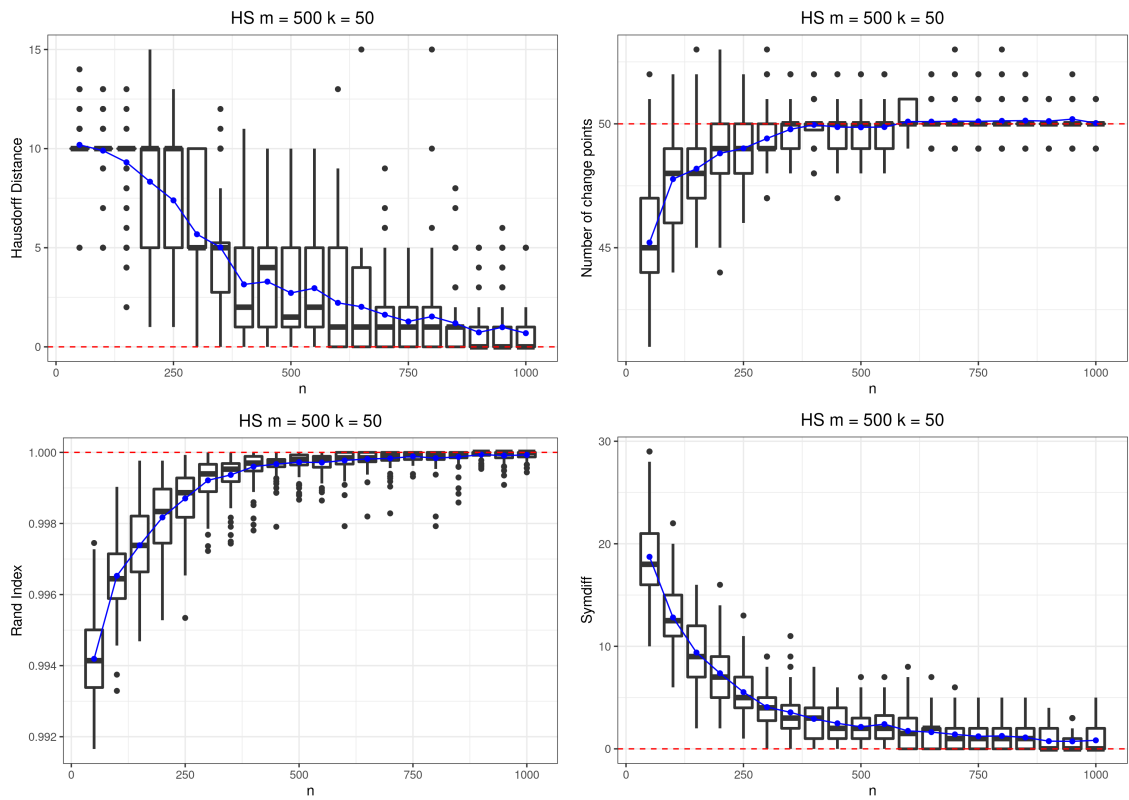 HS m = 500 k = 50
Hausdorff Distance
15
10
5
0
0 250 500 750 1000
n
HS m = 500 k = 50
Number of change points
50
45
0 250 500 750 1000
n
HS m = 500 k = 50
Rand Index
1.000
0.998
0.996
0.994
0.992
0 250 500 750 1000
n
HS m = 500 k = 50
Symdiff
30
20
10
0
0 250 500 750 1000
n